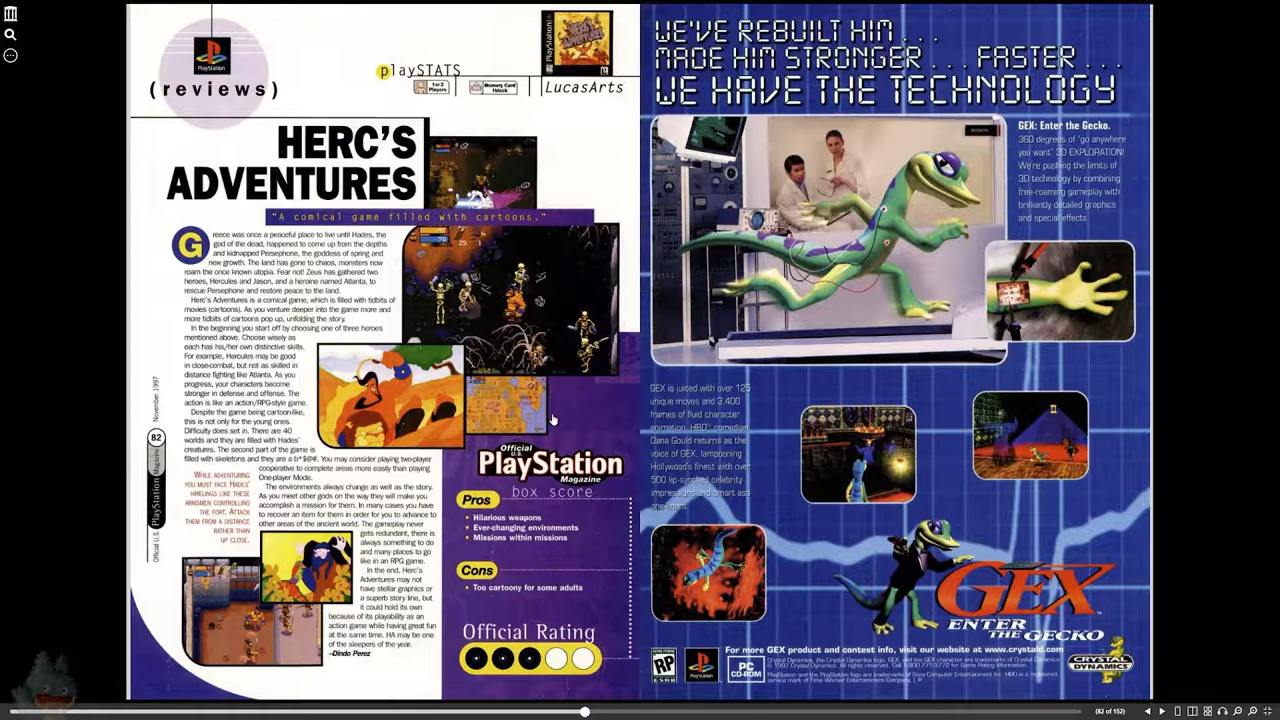 PlayStation
(reviews)
playSTATS
1 or 2
Players
Memory Card
1 block
LucasArts
HERC'S
ADVENTURES
"A comical game filled with cartoons."
Greece was once a peaceful place to live until Hades, the
god of the dead, happened to come up from the depths
and kidnapped Persephone, the goddess of spring and
new growth. The land has gone to chaos, monsters now
roam the once known utopia. Fear not! Zeus has gathered two
heroes, Hercules and Jason, and a heroine named Atlanta, to
rescue Persephone and restore peace to the land.
Herc's Adventures is a comical game, which is filled with tidbits of
movies (cartoons). As you venture deeper into the game more and
more tidbits of cartoons pop up, unfolding the story.
In the beginning you start off by choosing one of three heroes
mentioned above. Choose wisely as
each has his/her own distinctive skills.
For example, Hercules may be good
in close-combat, but not as skilled in
distance fighting like Atlanta. As you
progress, your characters become
stronger in defense and offense. The
action is like an action/RPG-style game.
Despite the game being cartoon-like,
this is not only for the young ones.
Difficulty does set in. There are 40
worlds and they are filled with Hades'
creatures. The second part of the game is
filled with skeletons and they are a b*$@#. You may consider playing two-player
cooperative to complete areas more easily than playing
One-player Mode.
The environments always change as well as the story.
As you meet other gods on the way they will make you
accomplish a mission for them. In many cases you have
to recover an item for them in order for you to advance to
other areas of the ancient world. The gameplay never
gets redundant, there is
always something to do
and many places to go
like in an RPG game.
In the end, Herc's
Adventures may not
have stellar graphics or
a superb story line, but
it could hold its own
because of its playability as an
action game while having great fun
at the same time. HA may be one
of the sleepers of the year.
–Dindo Perez
WHILE ADVENTURING
YOU MUST FACE HADES'
HIRELINGS LIKE THESE
ARMSMEN CONTROLLING
THE FORT. ATTACK
THEM FROM A DISTANCE
RATHER THAN
UP CLOSE.
November 1997
82
Official U.S. PlayStation Magazine
Official
U.S.
PlayStation
Magazine
box score
Pros
• Hilarious weapons
• Ever-changing environments
• Missions within missions
Cons
• Too cartoony for some adults
Official Rating
WE'VE REBUILT HIM . . .
MADE HIM STRONGER . . . FASTER . . .
WE HAVE THE TECHNOLOGY
GEX: Enter the Gecko.
360 degrees of "go anywhere
you want" 3D EXPLORATION!
We're pushing the limits of
3D technology by combining
free-roaming gameplay with
brilliantly detailed graphics
and special effects.
GEX is juiced with over 125
unique moves and 3,400
frames of fluid character
animation. HBO comedian
Dana Gould returns as the
voice of GEX, lampooning
Hollywood's finest with over
500 lip-synched celebrity
impressions and smart ass
one-liners.
GEX
ENTER
THE GECKO
For more GEX product and contest info, visit our website at www.crystald.com
RP
ESRB
PlayStation
PC
CD-ROM
CRYSTAL
DYNAMICS
(82 of 152)